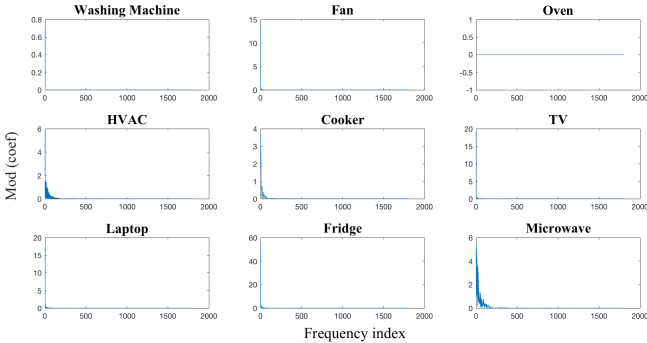 Washing Machine
Fan
Oven
0.8
0.6
0.4
0.2
0
0 500 1000 1500 2000
15
10
5
0
0 500 1000 1500 2000
1
0.5
0
-0.5
-1
0 500 1000 1500 2000
Mod (coef)
HVAC
Cooker
TV
6
4
2
0
0 500 1000 1500 2000
4
3
2
1
0
0 500 1000 1500 2000
20
15
10
5
0
0 500 1000 1500 2000
Laptop
Fridge
Microwave
20
15
10
5
0
0 500 1000 1500 2000
60
40
20
0
0 500 1000 1500 2000
6
4
2
0
0 500 1000 1500 2000
Frequency index